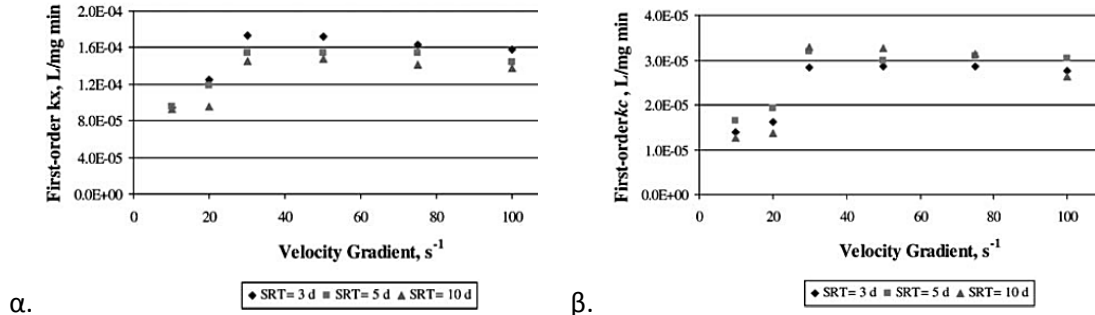 First-order kx, L/mg min
2.0E-04
1.6E-04
1.2E-04
8.0E-05
4.0E-05
0.0E+00
0 20 40 60 80 100
Velocity Gradient, s⁻¹
◆ SRT= 3 d ■ SRT= 5 d ▲ SRT= 10 d
α.
First-order kc , L/mg min
4.0E-05
3.0E-05
2.0E-05
1.0E-05
0.0E+00
0 20 40 60 80 100
Velocity Gradient, s⁻¹
◆ SRT= 3 d ■ SRT= 5 d ▲ SRT= 10 d
β.